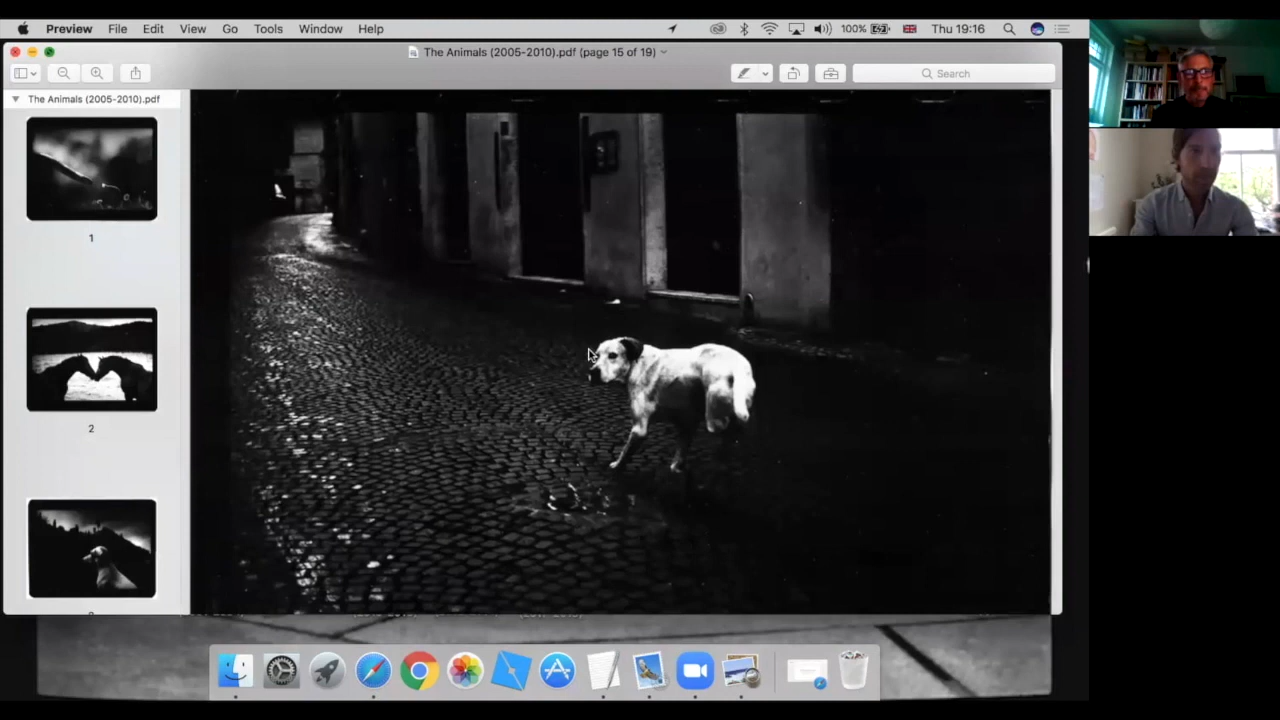 Preview File Edit View Go Tools Window Help 100% Thu 19:16
The Animals (2005-2010).pdf (page 15 of 19)
Search
The Animals (2005-2010).pdf
1
2